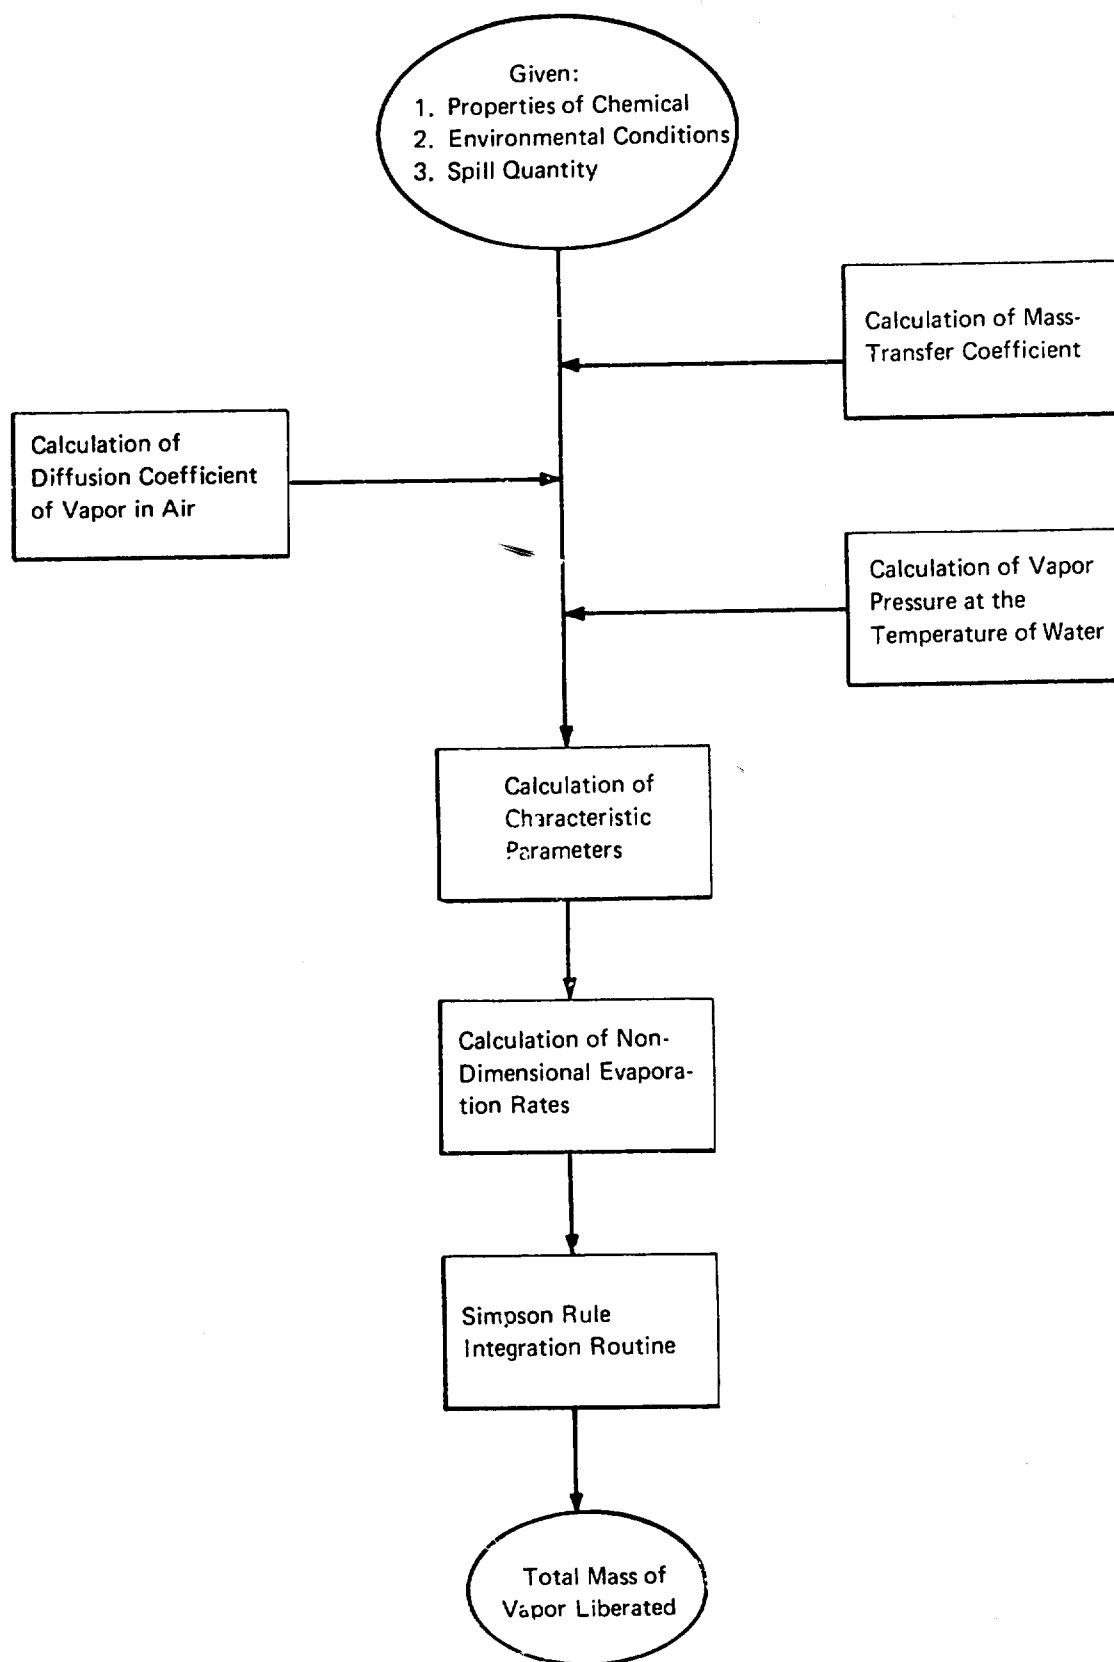 Given:
1. Properties of Chemical
2. Environmental Conditions
3. Spill Quantity
Calculation of Mass-
Transfer Coefficient
Calculation of
Diffusion Coefficient
of Vapor in Air
Calculation of Vapor
Pressure at the
Temperature of Water
Calculation of
Characteristic
Parameters
Calculation of Non-
Dimensional Evapora-
tion Rates
Simpson Rule
Integration Routine
Total Mass of
Vapor Liberated